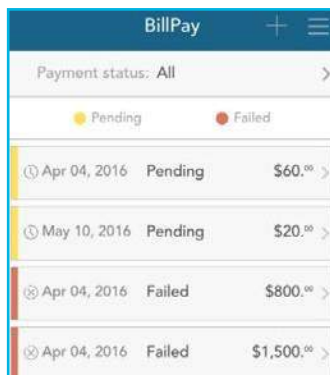 BillPay
Payment status: All
Pending Failed
Apr 04, 2016 Pending $60.00
May 10, 2016 Pending $20.00
Apr 04, 2016 Failed $800.00
Apr 04, 2016 Failed $1,500.00